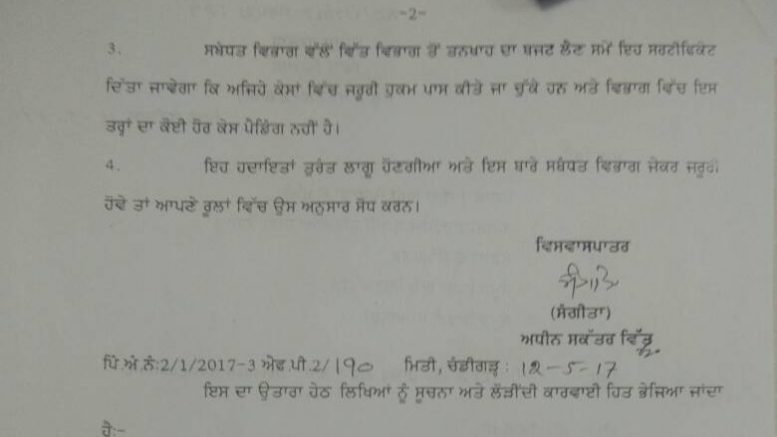 -2-
3. ਸਬੰਧਤ ਵਿਭਾਗ ਵੱਲੋਂ ਵਿੱਤ ਵਿਭਾਗ ਤੋਂ ਤਨਖਾਹ ਦਾ ਬਜਟ ਲੈਣ ਸਮੇਂ ਇਹ ਸਰਟੀਫਿਕੇਟ
ਦਿੱਤਾ ਜਾਵੇਗਾ ਕਿ ਅਜਿਹੇ ਕੇਸਾਂ ਵਿੱਚ ਜਰੂਰੀ ਹੁਕਮ ਪਾਸ ਕੀਤੇ ਜਾ ਚੁੱਕੇ ਹਨ ਅਤੇ ਵਿਭਾਗ ਵਿੱਚ ਇਸ
ਤਰ੍ਹਾਂ ਦਾ ਕੋਈ ਹੋਰ ਕੇਸ ਪੈਡਿੰਗ ਨਹੀਂ ਹੈ।
4. ਇਹ ਹਦਾਇਤਾਂ ਤੁਰੰਤ ਲਾਗੂ ਹੋਣਗੀਆਂ ਅਤੇ ਇਸ ਬਾਰੇ ਸਬੰਧਤ ਵਿਭਾਗ ਜੇਕਰ ਜਰੂਰੀ
ਹੋਵੇ ਤਾਂ ਆਪਣੇ ਰੂਲਾਂ ਵਿੱਚ ਉਸ ਅਨੁਸਾਰ ਸੋਧ ਕਰਨ।
ਵਿਸਵਾਸਪਾਤਰ
(ਸੰਗੀਤਾ)
ਅਧੀਨ ਸਕੱਤਰ ਵਿੱਤ
ਪਿੰ.ਅੰ.ਨੰ:2/1/2017-3 ਐਫ.ਪੀ.2/190 ਮਿਤੀ, ਚੰਡੀਗੜ੍ਹ: 12-5-17
ਇਸ ਦਾ ਉਤਾਰਾ ਹੇਠ ਲਿਖਿਆਂ ਨੂੰ ਸੂਚਨਾ ਅਤੇ ਲੋੜੀਂਦੀ ਕਾਰਵਾਈ ਹਿਤ ਭੇਜਿਆ ਜਾਂਦਾ
ਹੈ:-